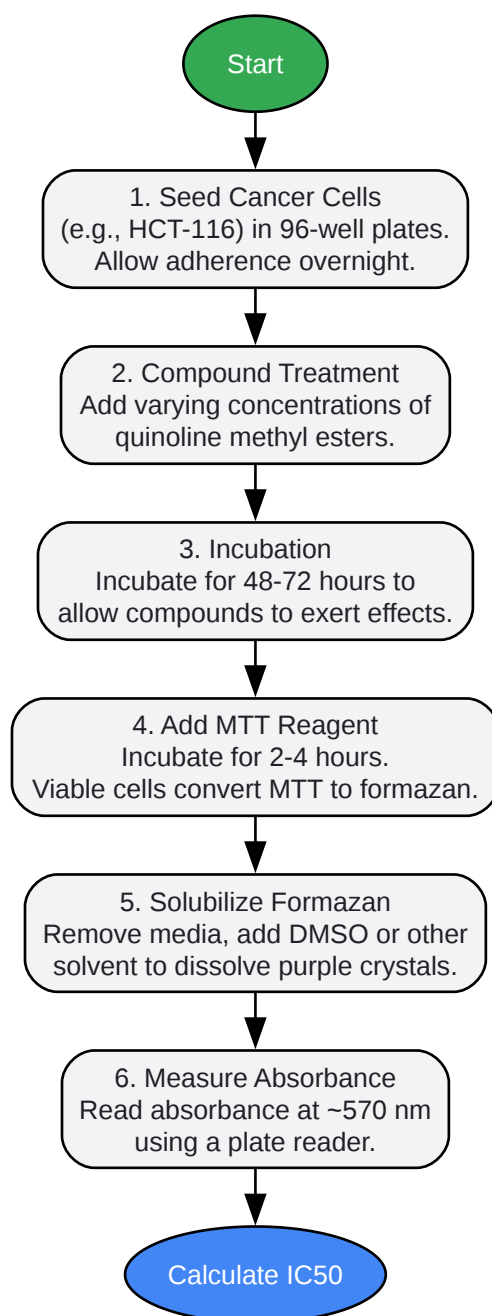 Start
1. Seed Cancer Cells
(e.g., HCT-116) in 96-well plates.
Allow adherence overnight.
2. Compound Treatment
Add varying concentrations of
quinoline methyl esters.
3. Incubation
Incubate for 48-72 hours to
allow compounds to exert effects.
4. Add MTT Reagent
Incubate for 2-4 hours.
Viable cells convert MTT to formazan.
5. Solubilize Formazan
Remove media, add DMSO or other
solvent to dissolve purple crystals.
6. Measure Absorbance
Read absorbance at ~570 nm
using a plate reader.
Calculate IC50